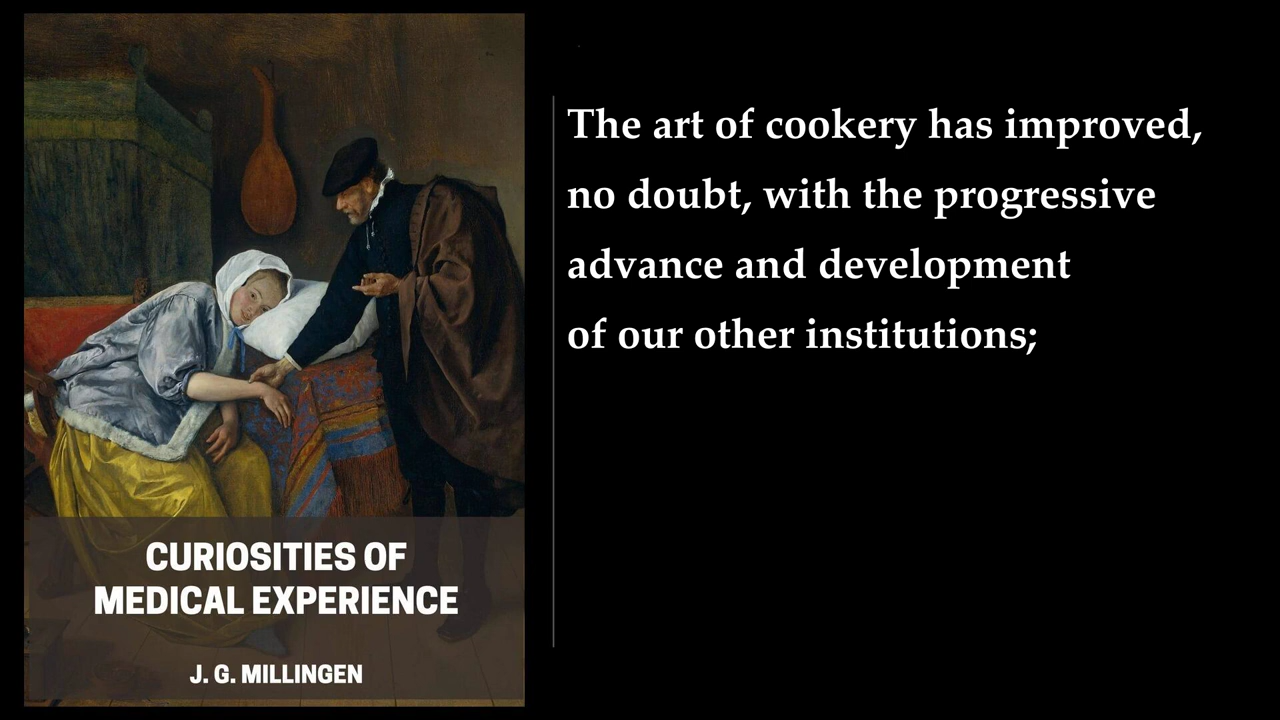 The art of cookery has improved,
no doubt, with the progressive
advance and development
of our other institutions;
CURIOSITIES OF
MEDICAL EXPERIENCE
J. G. MILLINGEN